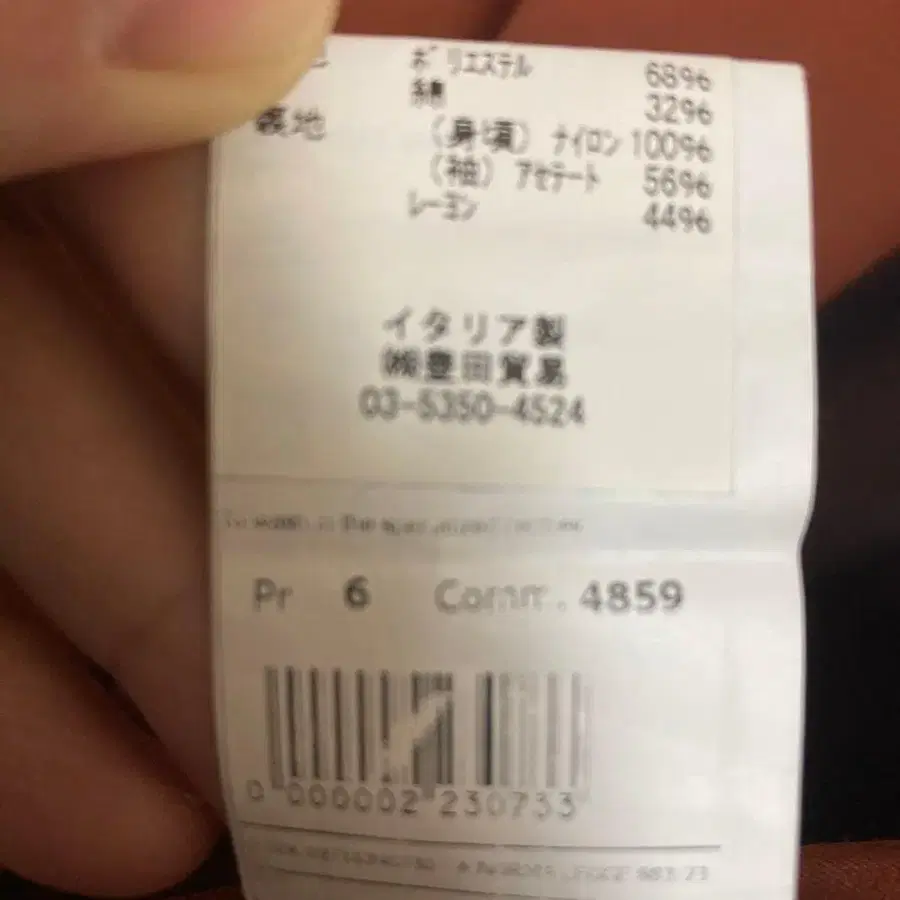 ポリエステル 68%
綿 32%
裏地 (身頃) ナイロン 100%
(袖) アセテート 56%
レーヨン 44%
イタリア製
㈱豊田貿易
03-5350-4524
Pr 6 Comm. 4859
0 000002 230733